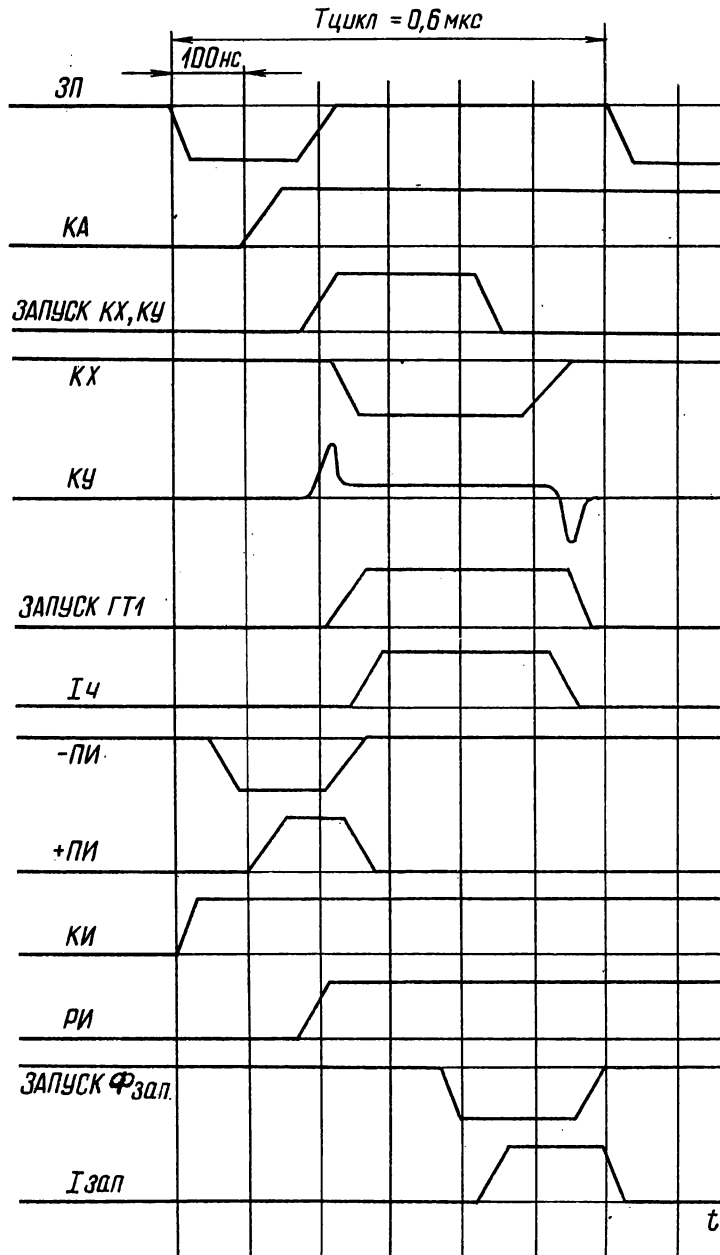 Tцикл = 0,6 мкс
100нс
ЗП
КА
ЗАПУСК КХ, КУ
КХ
КУ
ЗАПУСК ГТ1
Iч
-ПИ
+ПИ
КИ
РИ
ЗАПУСК Фзап.
Iзап
t